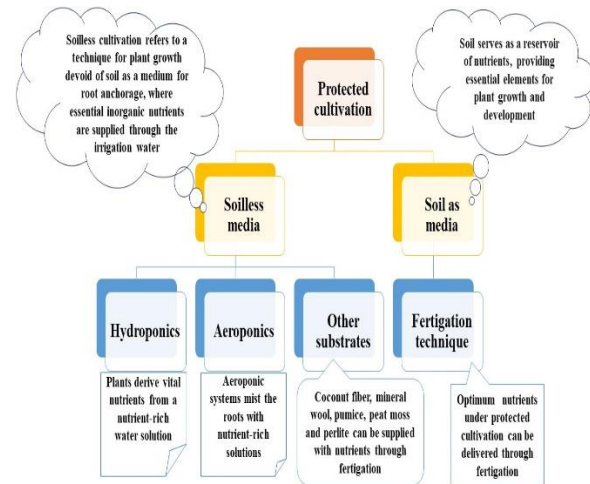 Soilless cultivation refers to a
technique for plant growth
devoid of soil as a medium for
root anchorage, where
essential inorganic nutrients
are supplied through the
irrigation water
Protected
cultivation
Soil serves as a reservoir
of nutrients, providing
essential elements for
plant growth and
development
Soilless
media
Soil as
media
Hydroponics
Aeroponics
Other
substrates
Fertigation
technique
Plants derive vital
nutrients from a
nutrient-rich
water solution
Aeroponic
systems mist the
roots with
nutrient-rich
solutions
Coconut fiber, mineral
wool, pumice, peat moss
and perlite can be supplied
with nutrients through
fertigation
Optimum nutrients
under protected
cultivation can be
delivered through
fertigation